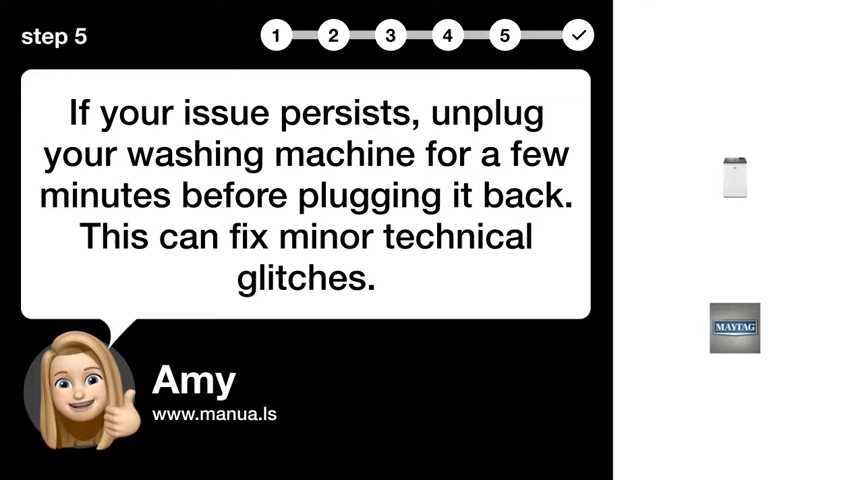 step 5
1 2 3 4 5
If your issue persists, unplug
your washing machine for a few
minutes before plugging it back.
This can fix minor technical
glitches.
Amy
www.manua.ls
MAYTAG